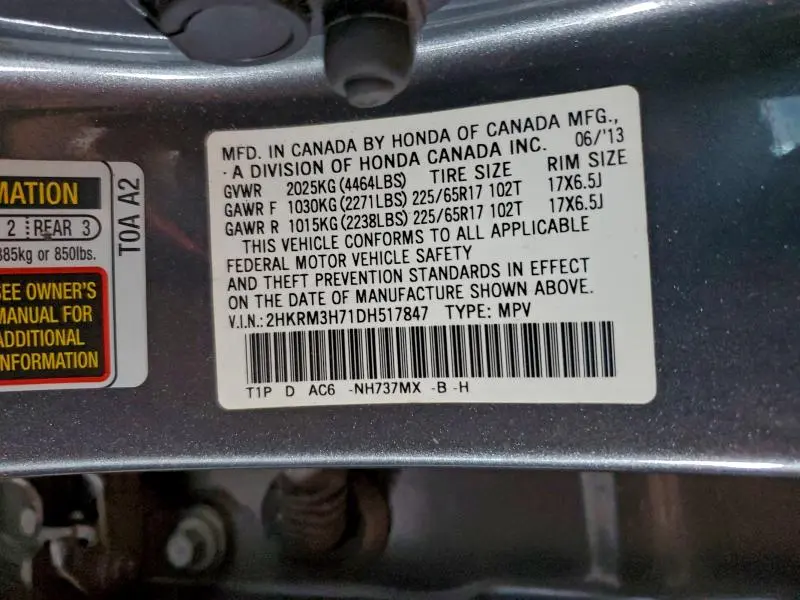 MATION
2 REAR 3
385kg or 850lbs.
SEE OWNER'S
MANUAL FOR
ADDITIONAL
INFORMATION
T0A A2
MFD. IN CANADA BY HONDA OF CANADA MFG.,
A DIVISION OF HONDA CANADA INC. 06/'13
GVWR 2025KG(4464LBS) TIRE SIZE RIM SIZE
GAWR F 1030KG(2271LBS) 225/65R17 102T 17X6.5J
GAWR R 1015KG(2238LBS) 225/65R17 102T 17X6.5J
THIS VEHICLE CONFORMS TO ALL APPLICABLE
FEDERAL MOTOR VEHICLE SAFETY
AND THEFT PREVENTION STANDARDS IN EFFECT
ON THE DATE OF MANUFACTURE SHOWN ABOVE.
V.I.N.:2HKRM3H71DH517847 TYPE: MPV
T1P D AC6 -NH737MX -B -H